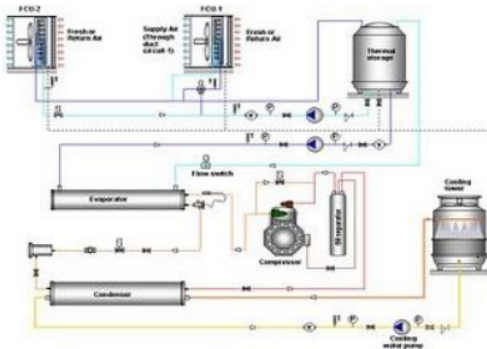 FCU-2
FCU-1
Fresh or
Return Air
Supply Air
(Through
duct
circuit-1)
Fresh or
Return Air
Thermal
storage
Flow switch
Evaporator
Compressor
Cooling
tower
Condenser
Cooling
water pump